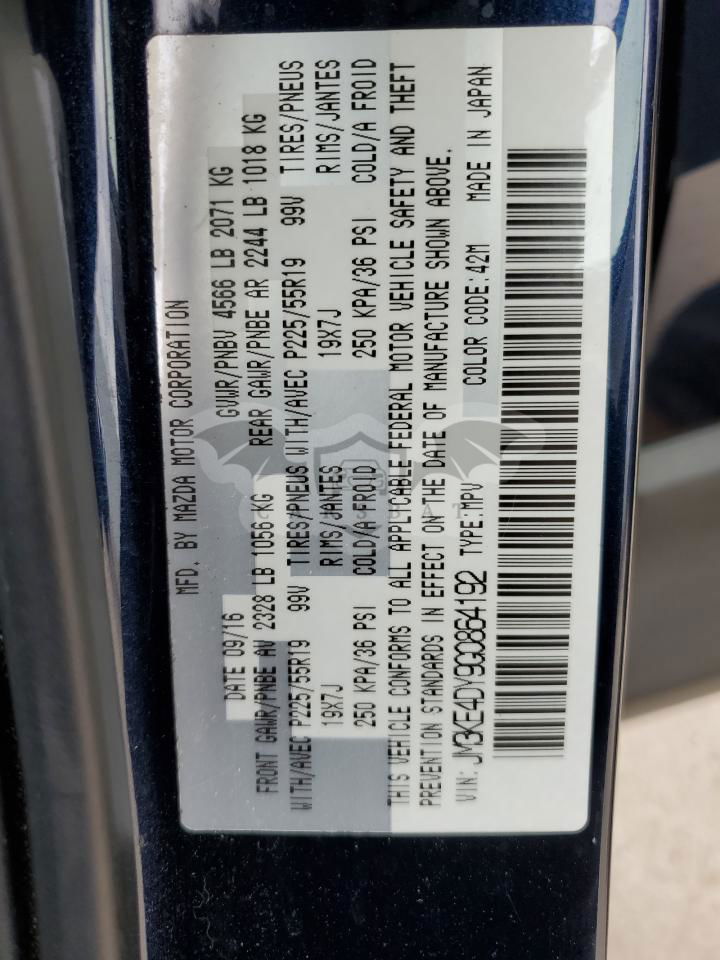 MFD. BY MAZDA MOTOR CORPORATION
DATE 09/16 GVWR/PNBV 4566 LB 2071 KG
FRONT GAWR/PNBE AV 2328 LB 1056 KG REAR GAWR/PNBE AR 2244 LB 1018 KG
WITH/AVEC P225/55R19 99V TIRES/PNEUS WITH/AVEC P225/55R19 99V TIRES/PNEUS
19X7J RIMS/JANTES 19X7J RIMS/JANTES
250 KPA/36 PSI COLD/A FROID 250 KPA/36 PSI COLD/A FROID
THIS VEHICLE CONFORMS TO ALL APPLICABLE FEDERAL MOTOR VEHICLE SAFETY AND THEFT
PREVENTION STANDARDS IN EFFECT ON THE DATE OF MANUFACTURE SHOWN ABOVE.
VIN: JM3KE4DY9G0864192 TYPE:MPV COLOR CODE:42M MADE IN JAPAN